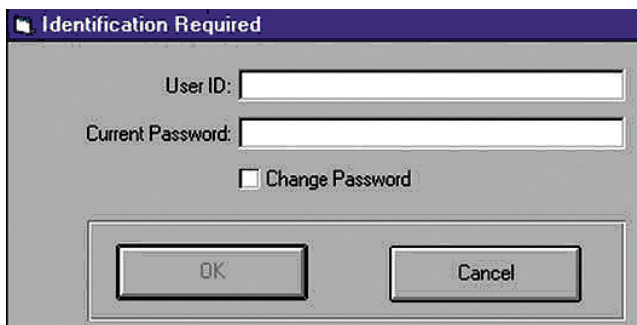 Identification Required
User ID:
Current Password:
Change Password
OK Cancel